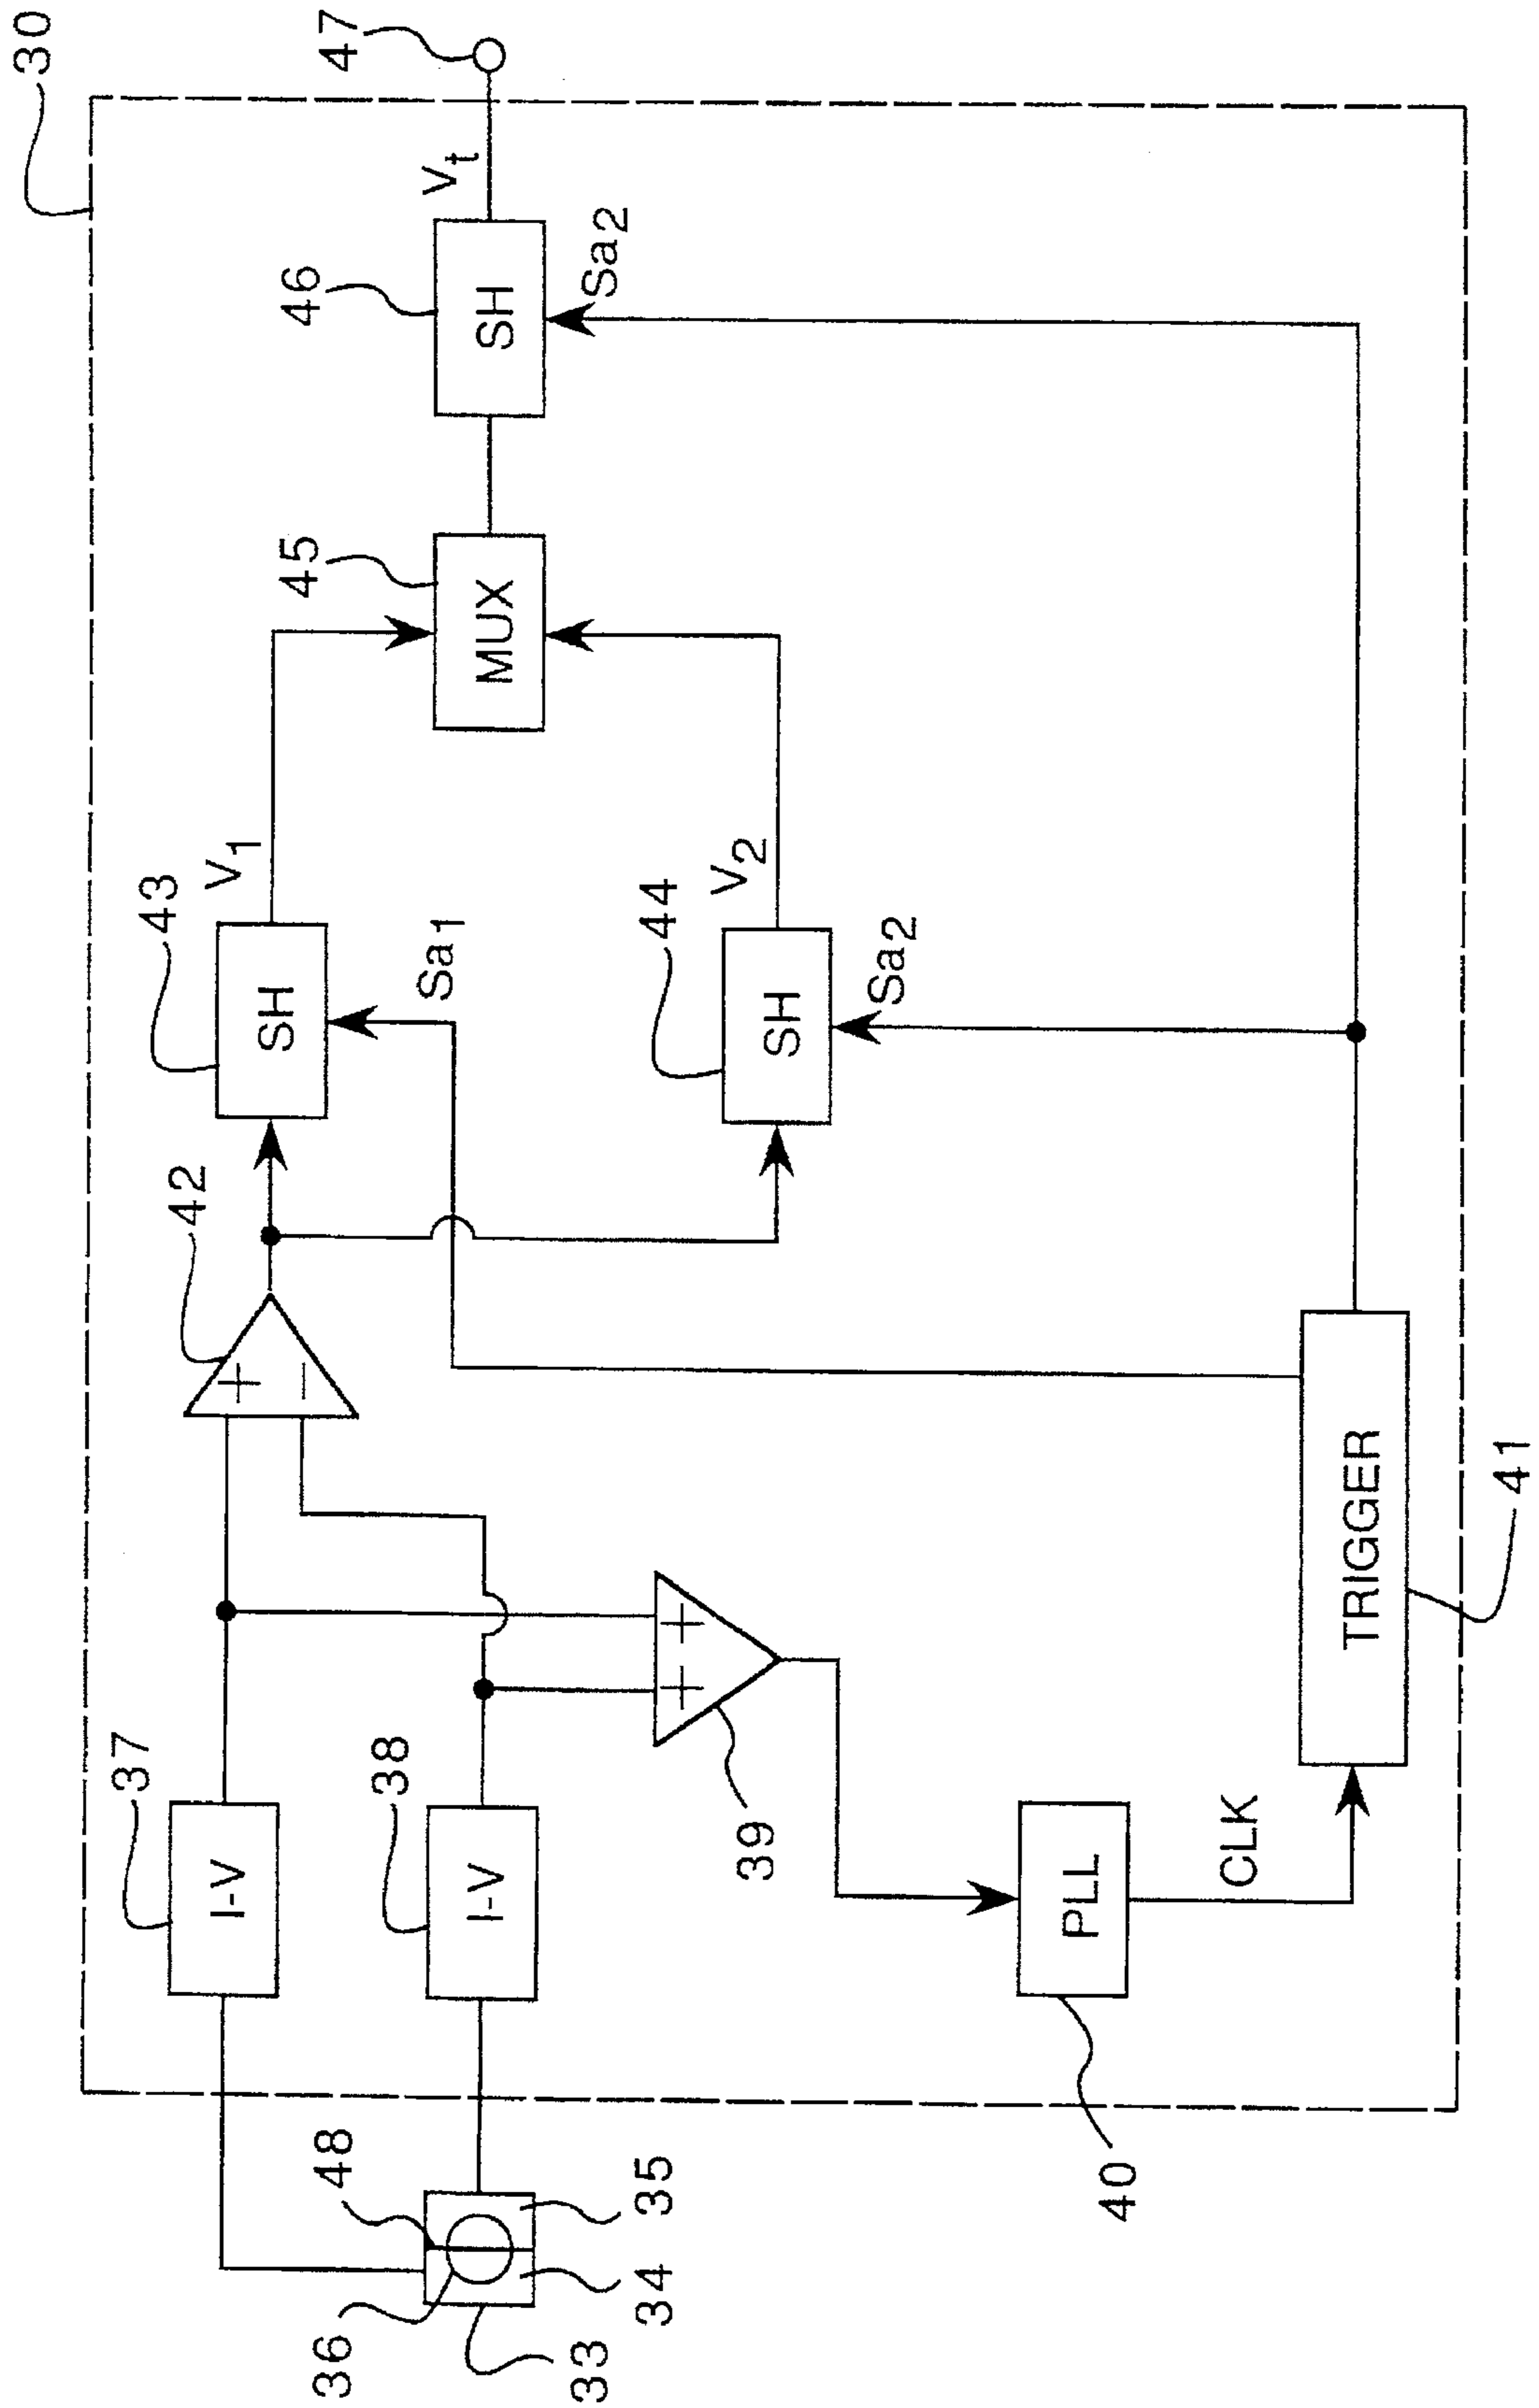 30
47
Vt
46
SH
Sa2
45
MUX
V1
43
SH
Sa1
V2
44
SH
Sa2
42
+
−
37
I-V
38
I-V
+
+
39
PLL
CLK
40
TRIGGER
41
48
35
34
36
33